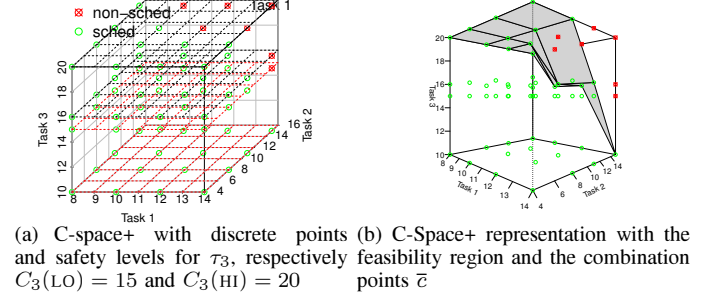 Task 1
non-sched
sched
20
18
16
14
12
10
Task 3
8 9 10 11 12 13 14
Task 1
4
6
8
10
12
14
16
Task 2
20
18
16
14
12
10
Task 3
8
9
10
11
12
13
14
Task 1
4
6
8
10
12
14
Task 2
(a) C-space+ with discrete points
and safety levels for τ₃, respectively
C₃(LO) = 15 and C₃(HI) = 20
(b) C-Space+ representation with the
feasibility region and the combination
points c̅